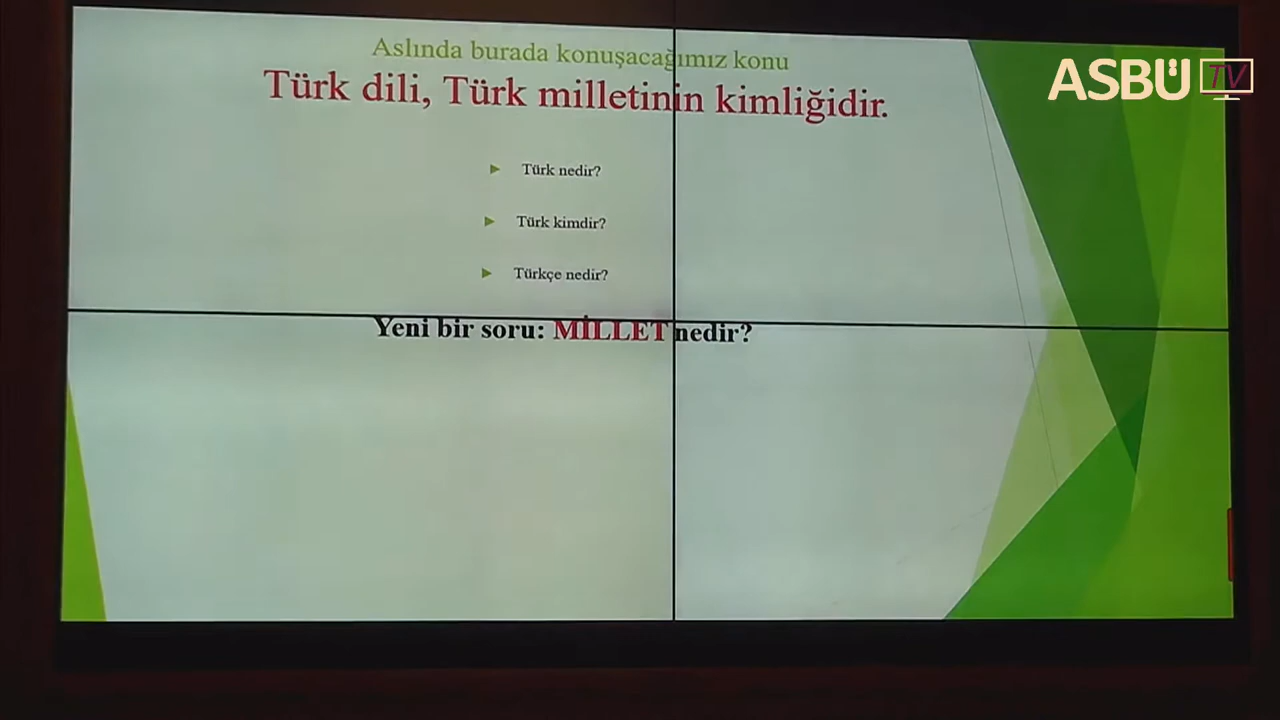 Aslında burada konuşacağımız konu
ASBÜ TV
Türk dili, Türk milletinin kimliğidir.
Türk nedir?
Türk kimdir?
Türkçe nedir?
Yeni bir soru: MİLLET nedir?